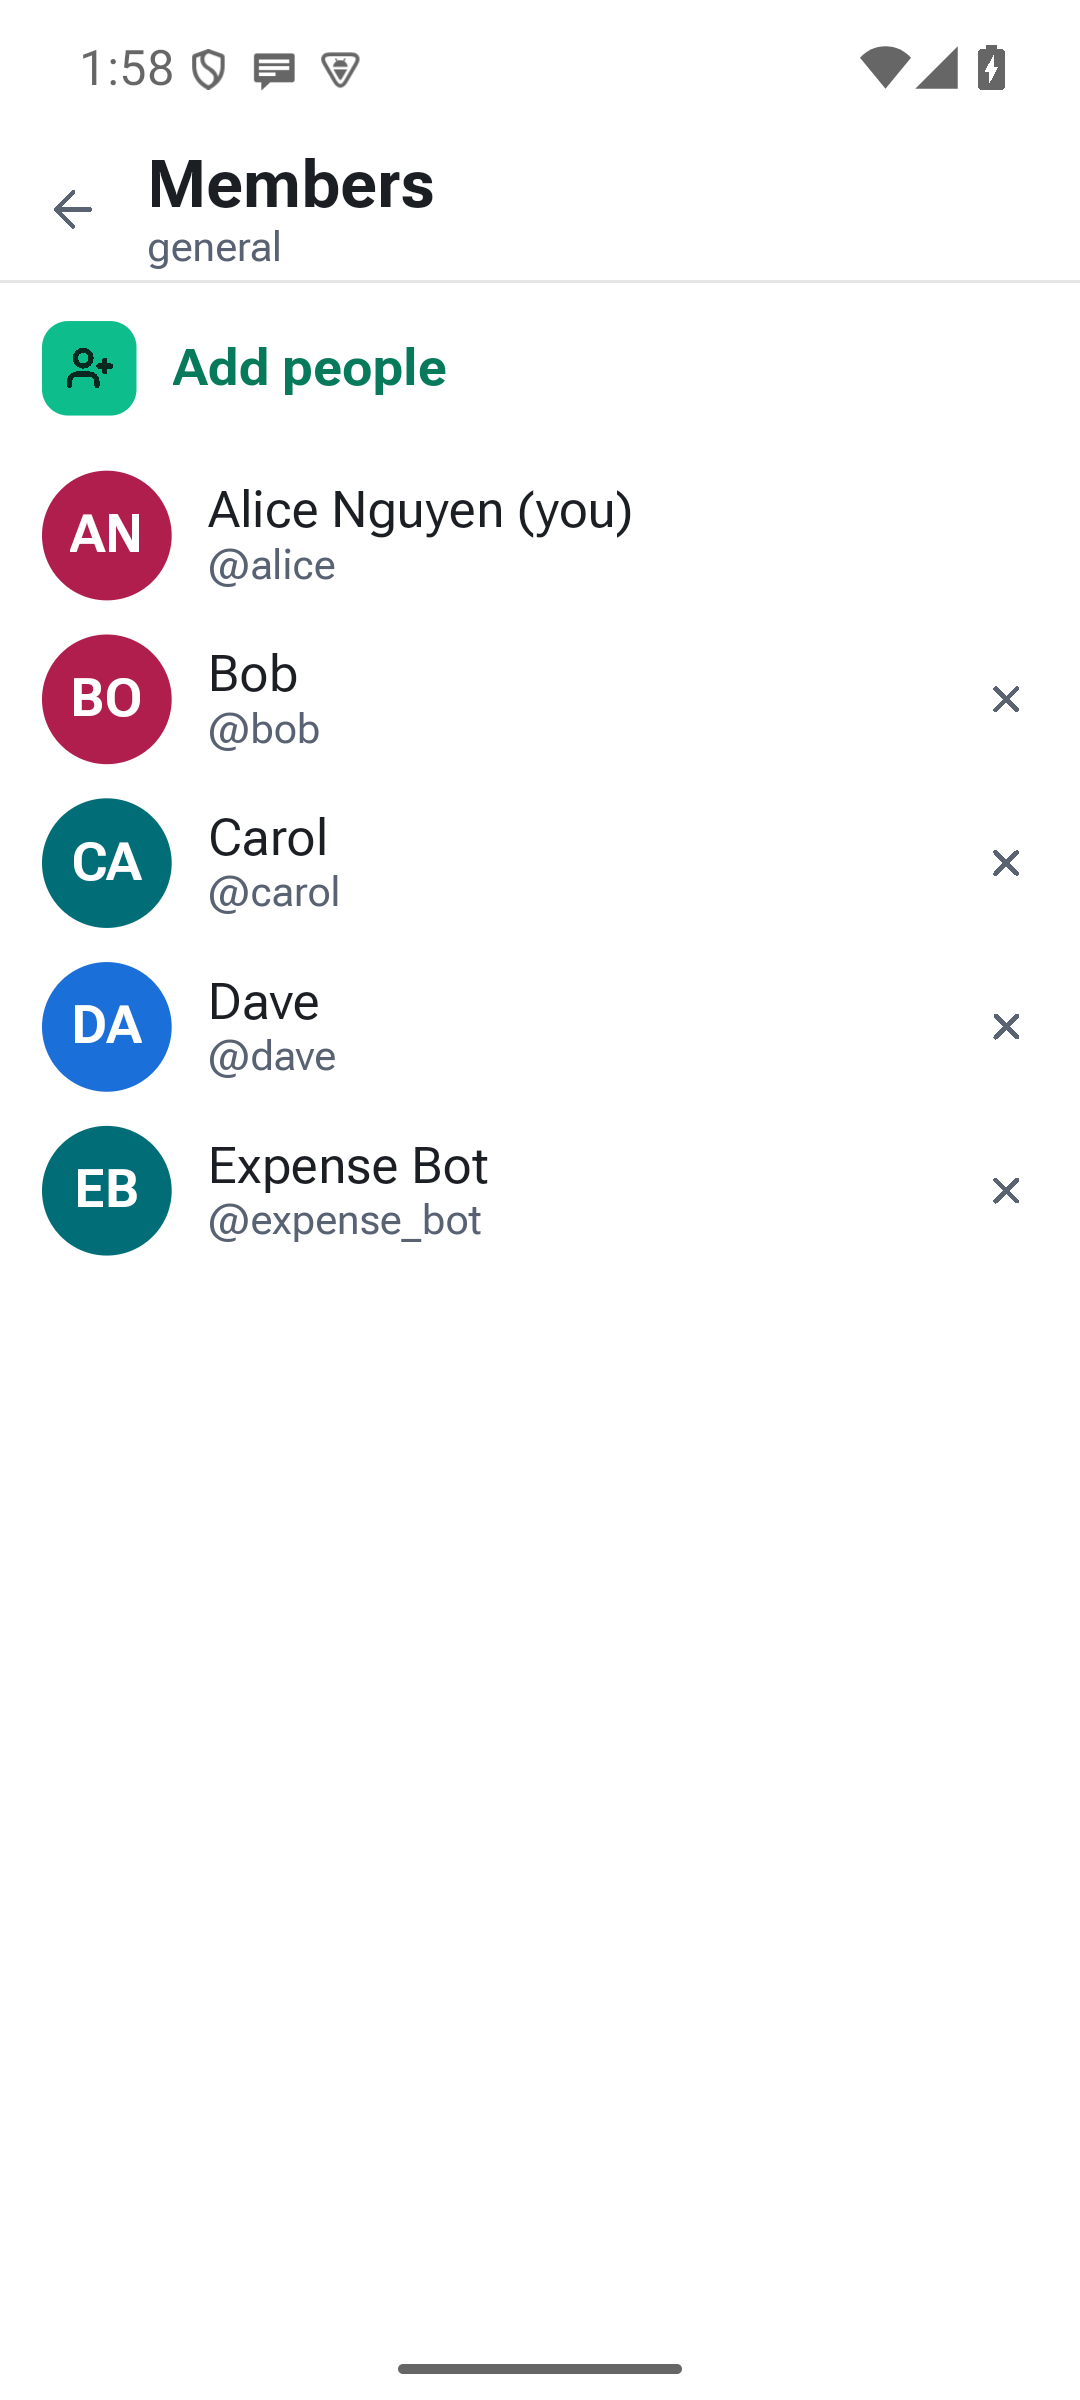 1:58
Members
general
Add people
AN
Alice Nguyen (you)
@alice
BO
Bob
@bob
CA
Carol
@carol
DA
Dave
@dave
EB
Expense Bot
@expense_bot